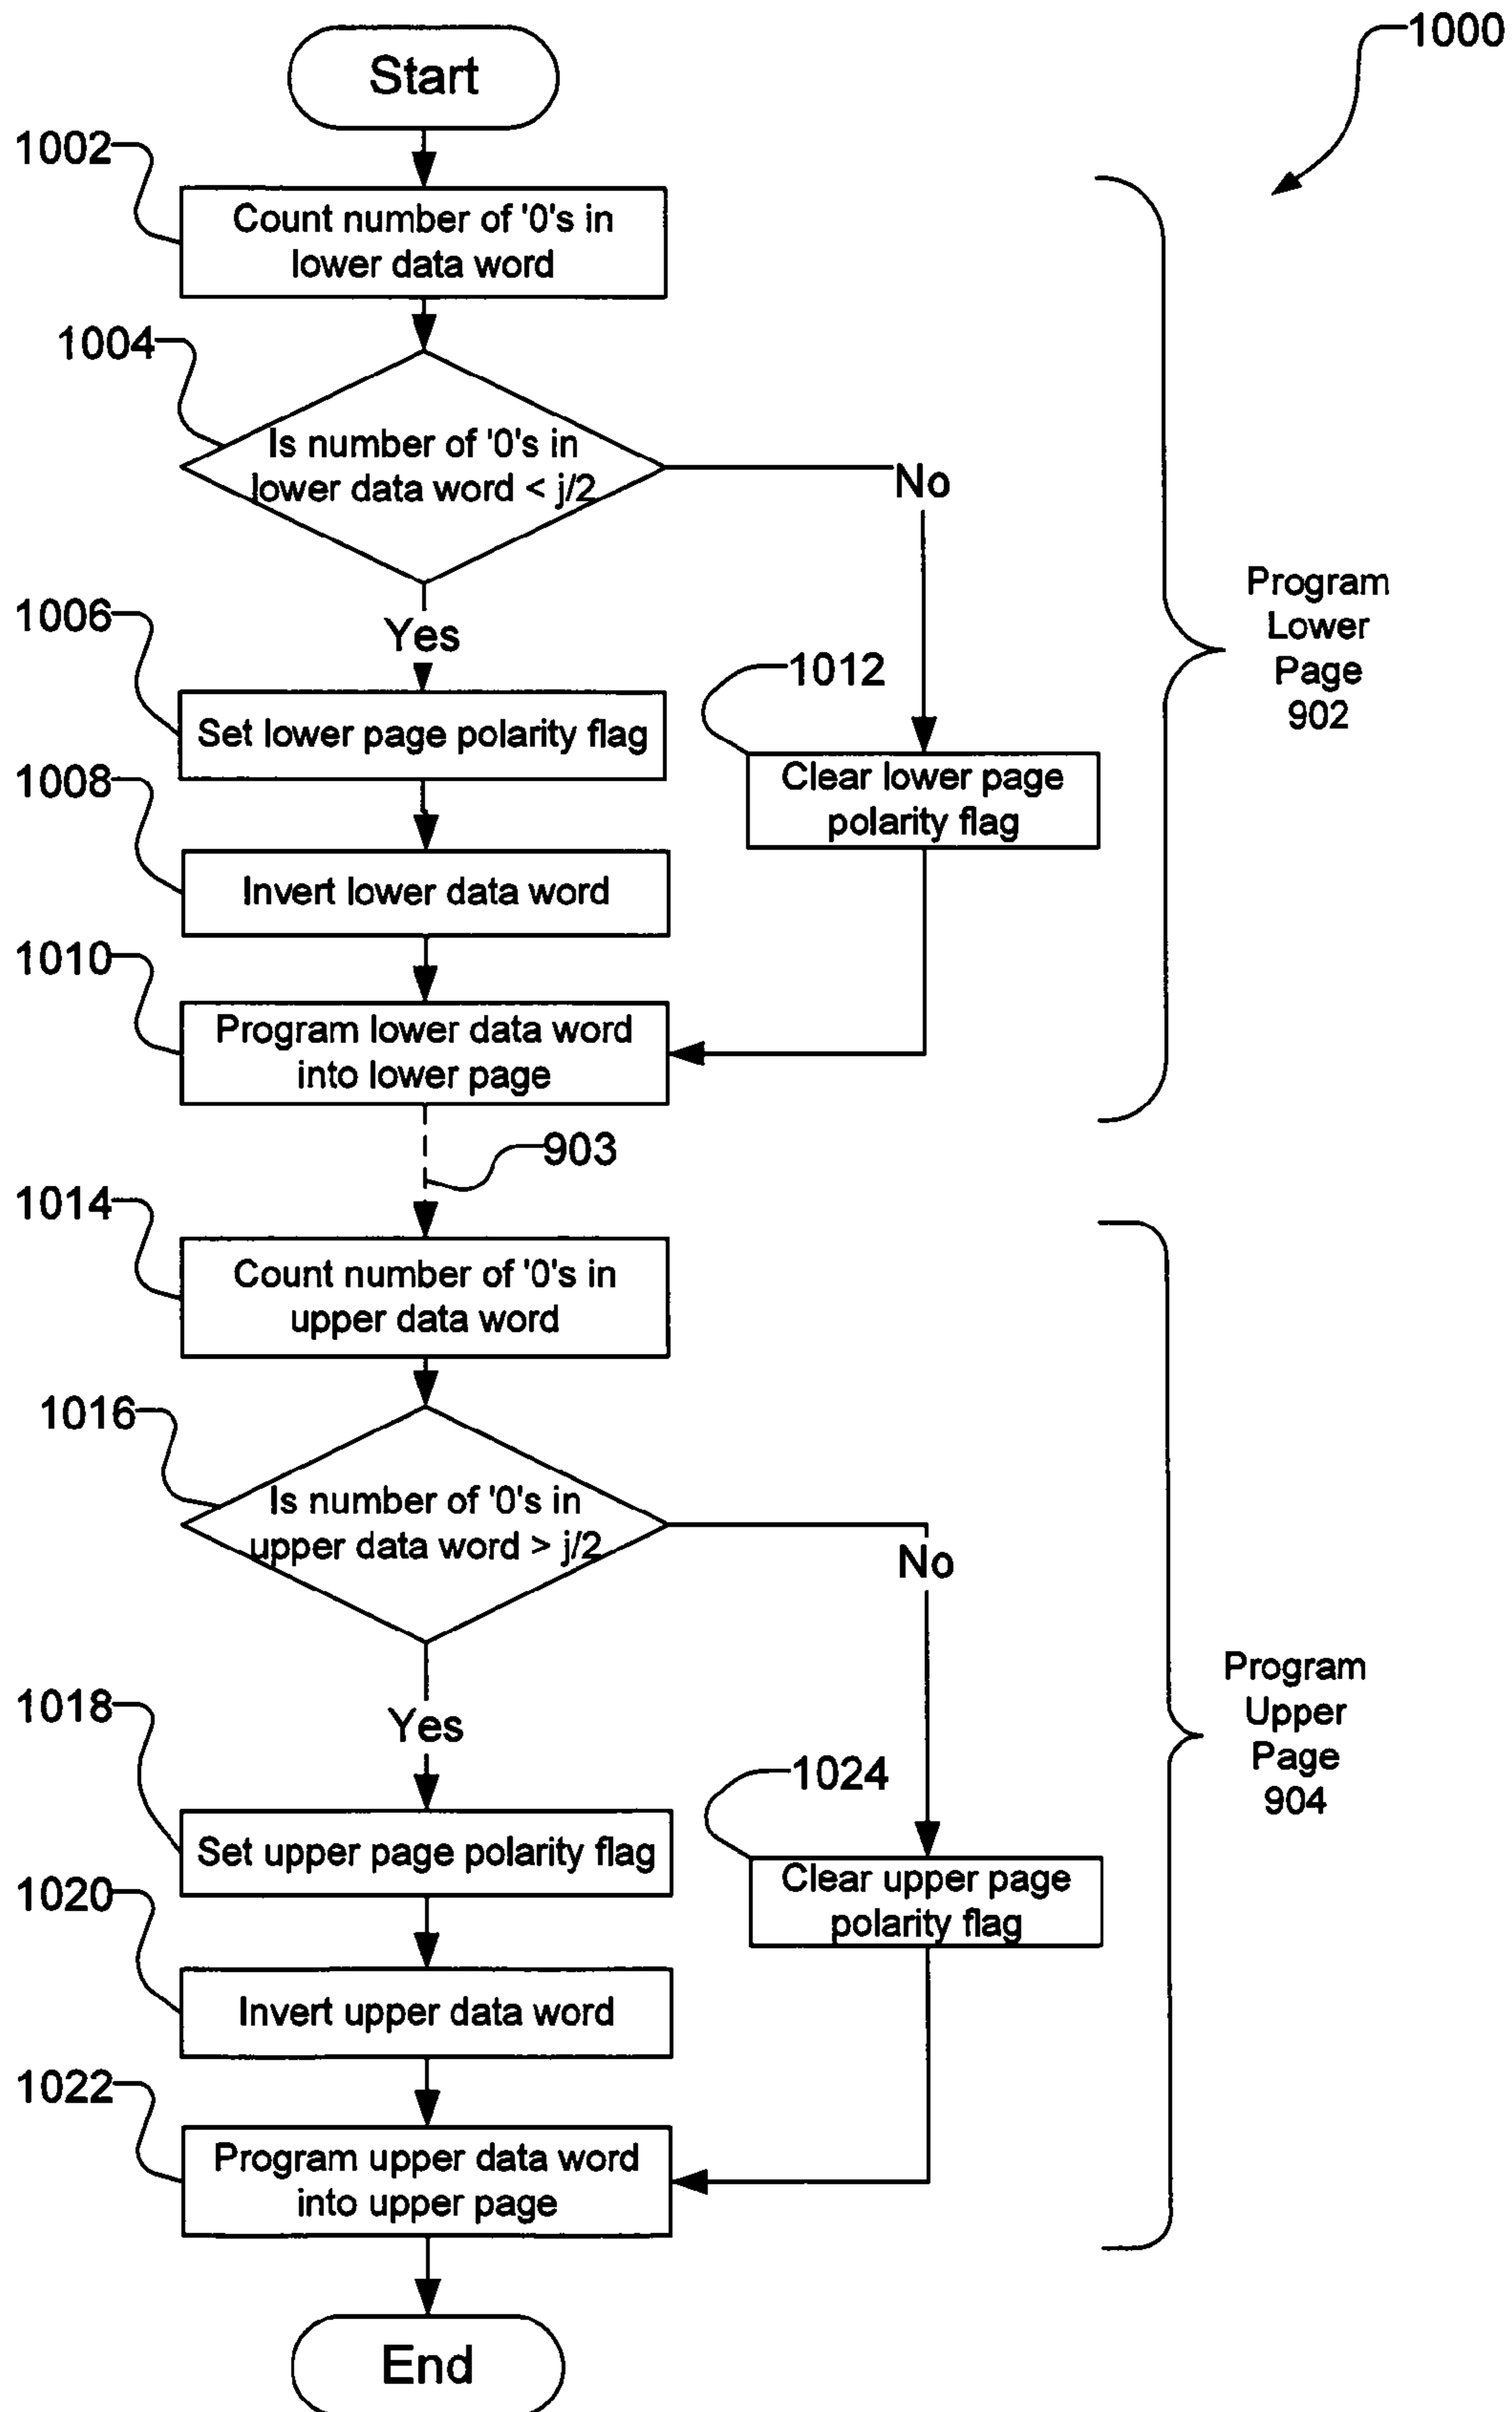 1000
Start
1002
Count number of '0's in
lower data word
1004
Is number of '0's in
lower data word < j/2
No
Yes
1006
Set lower page polarity flag
1012
Clear lower page
polarity flag
1008
Invert lower data word
1010
Program lower data word
into lower page
Program
Lower
Page
902
903
1014
Count number of '0's in
upper data word
1016
Is number of '0's in
upper data word > j/2
No
Yes
1018
Set upper page polarity flag
1024
Clear upper page
polarity flag
1020
Invert upper data word
1022
Program upper data word
into upper page
Program
Upper
Page
904
End